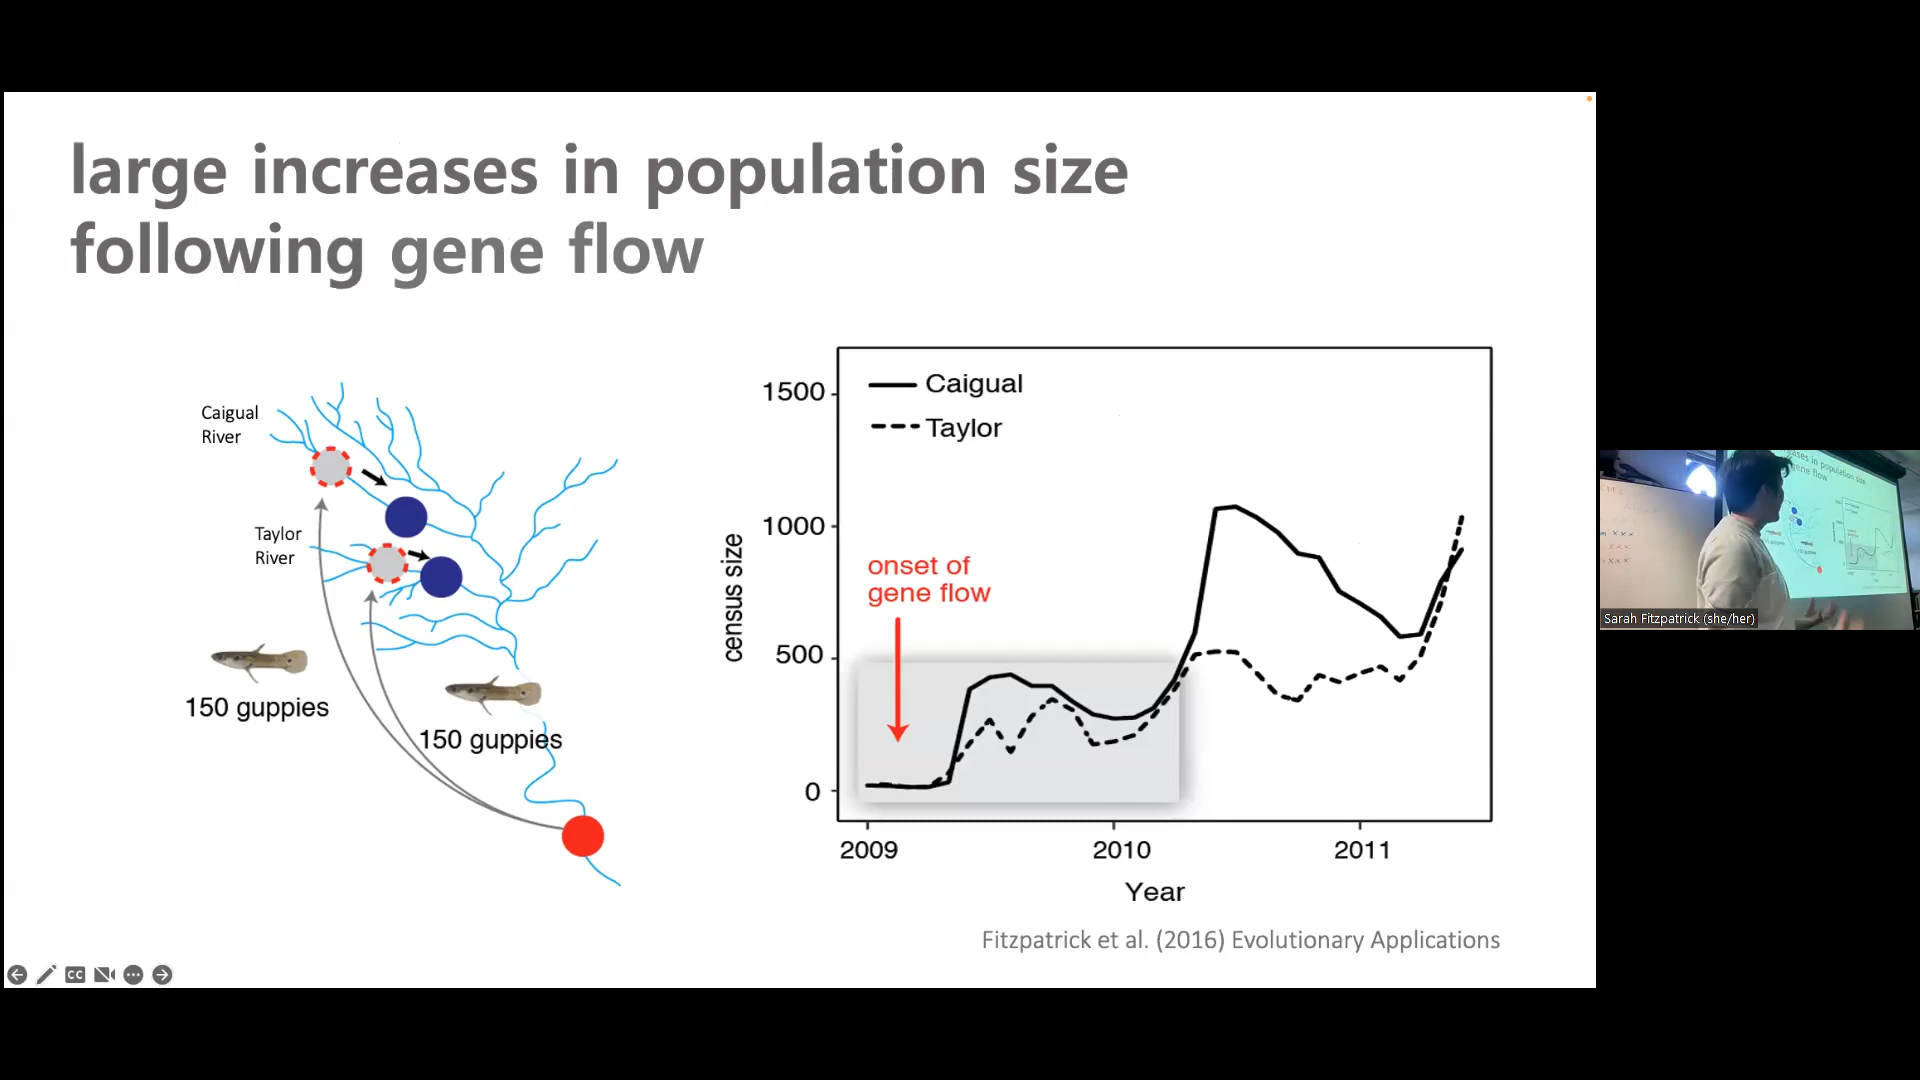 large increases in population size
following gene flow
Caigual
River
Taylor
River
150 guppies
150 guppies
Caigual
Taylor
onset of
gene flow
census size
1500
1000
500
0
2009
2010
2011
Year
Fitzpatrick et al. (2016) Evolutionary Applications
CC
Sarah Fitzpatrick (she/her)